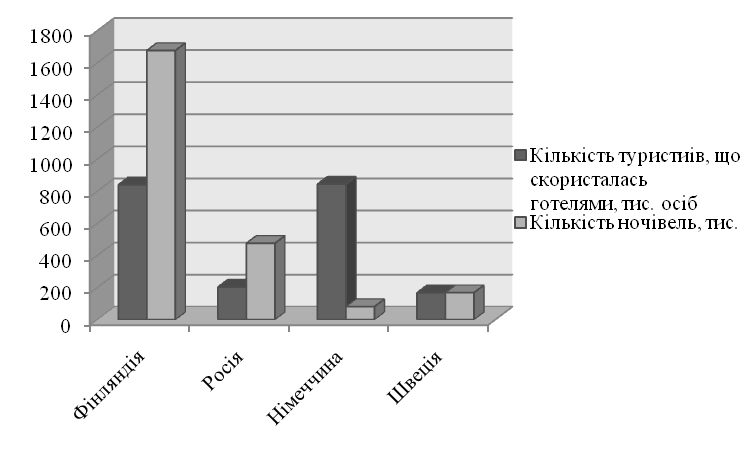 1800
1600
1400
1200
1000
800
600
400
200
0
Фінляндія
Росія
Німеччина
Швеція
Кількість туристиів, що
скористалась
готелями, тис. осіб
Кількість ночівель, тис.